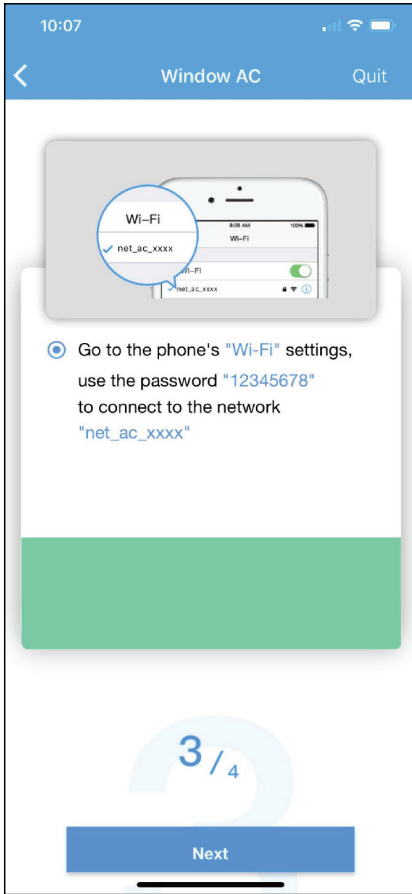 10:07
Window AC
Quit
Wi-Fi
net_ac_xxxx
8:08 AM
100%
Wi-Fi
Wi-Fi
net_ac_xxxx
Go to the phone's "Wi-Fi" settings,
use the password "12345678"
to connect to the network
"net_ac_xxxx"
3
3/4
Next